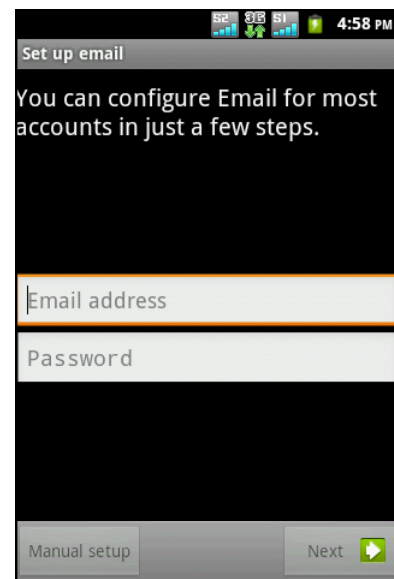 S2 3G S1 4:58 PM
Set up email
You can configure Email for most
accounts in just a few steps.
Email address
Password
Manual setup Next